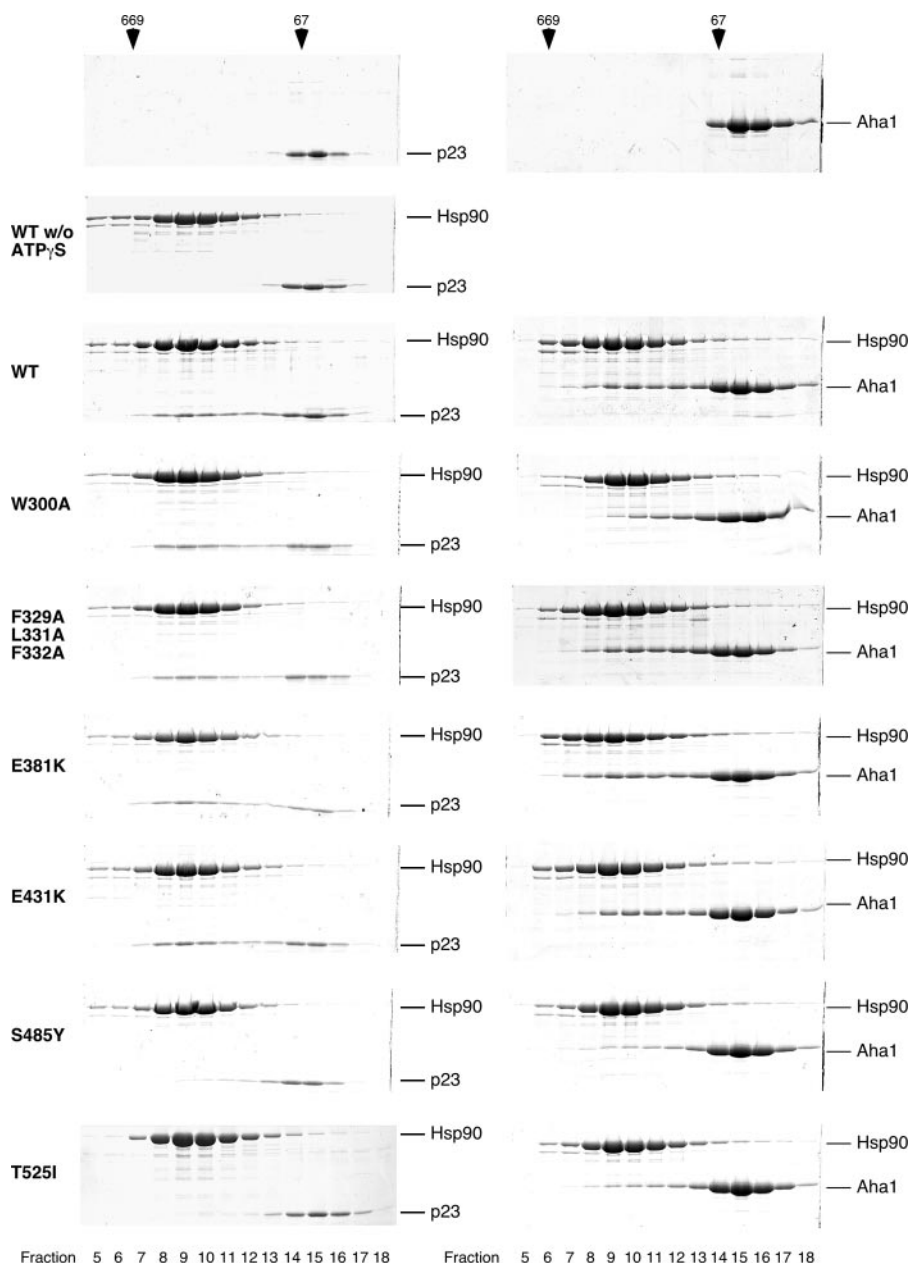 669 67 669 67
Aha1
p23
WT w/o
ATPγS
Hsp90
p23
WT
Hsp90
p23
Hsp90
Aha1
W300A
Hsp90
p23
Hsp90
Aha1
F329A
L331A
F332A
Hsp90
p23
Hsp90
Aha1
E381K
Hsp90
p23
Hsp90
Aha1
E431K
Hsp90
p23
Hsp90
Aha1
S485Y
Hsp90
p23
Hsp90
Aha1
T525I
Hsp90
p23
Hsp90
Aha1
Fraction 5 6 7 8 9 10 11 12 13 14 15 16 17 18 Fraction 5 6 7 8 9 10 11 12 13 14 15 16 17 18